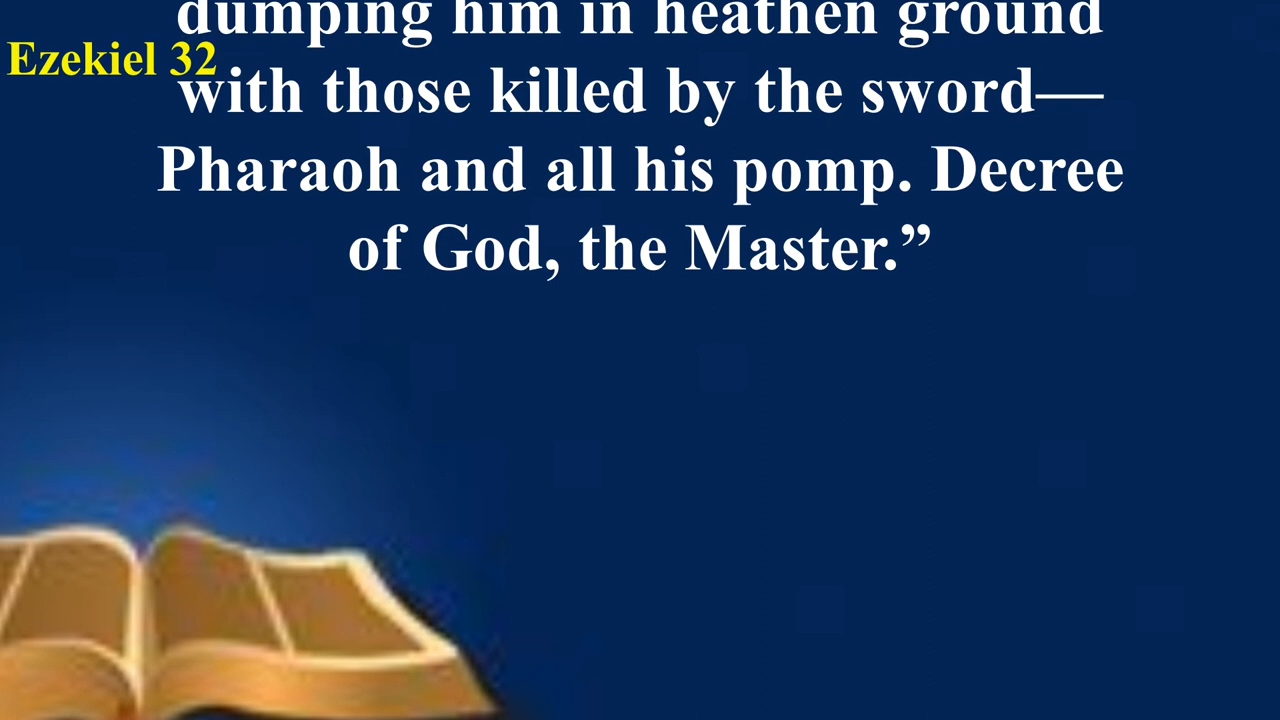 dumping him in heathen ground
Ezekiel 32
with those killed by the sword—
Pharaoh and all his pomp. Decree
of God, the Master.”